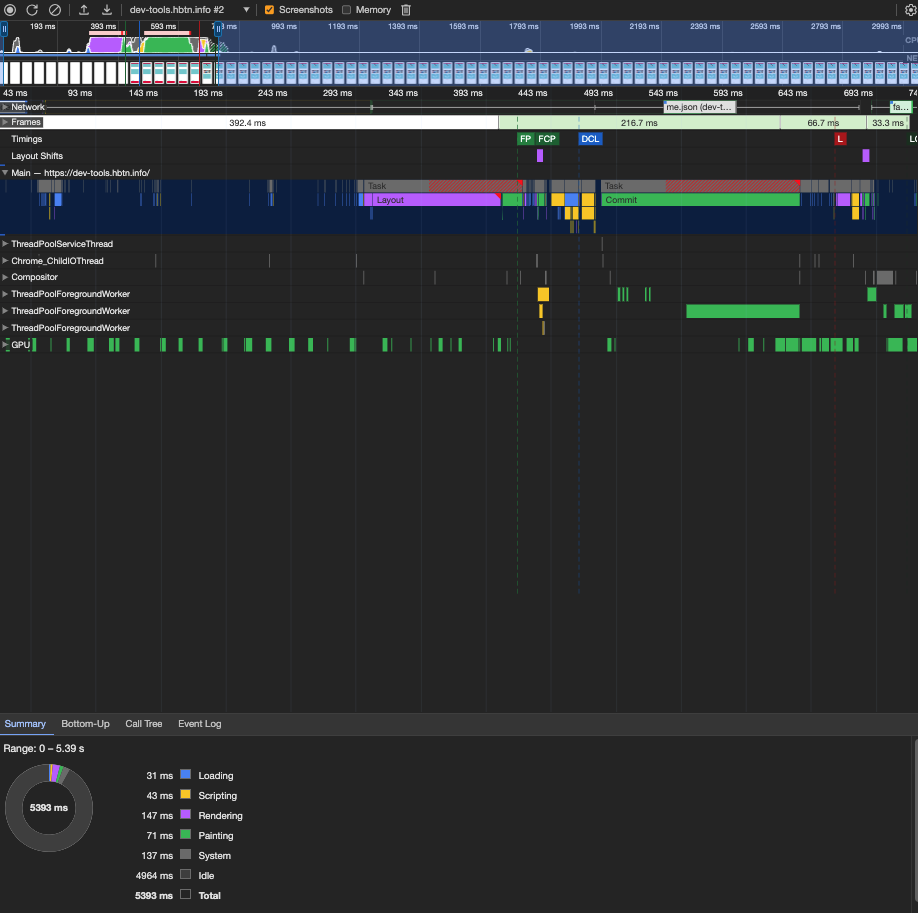 dev-tools.hbtn.info #2 Screenshots Memory
193 ms 393 ms 593 ms 993 ms 1193 ms 1393 ms 1593 ms 1793 ms 1993 ms 2193 ms 2393 ms 2593 ms 2793 ms 2993 ms
43 ms 93 ms 143 ms 193 ms 243 ms 293 ms 343 ms 393 ms 443 ms 493 ms 543 ms 593 ms 643 ms 693 ms
Network me.json (dev-t... fa...
Frames 392.4 ms 216.7 ms 66.7 ms 33.3 ms
Timings FP FCP DCL L
Layout Shifts
Main — https://dev-tools.hbtn.info/
Task Task
Layout Commit
ThreadPoolServiceThread
Chrome_ChildIOThread
Compositor
ThreadPoolForegroundWorker
ThreadPoolForegroundWorker
ThreadPoolForegroundWorker
GPU
Summary Bottom-Up Call Tree Event Log
Range: 0 – 5.39 s
5393 ms
31 ms Loading
43 ms Scripting
147 ms Rendering
71 ms Painting
137 ms System
4964 ms Idle
5393 ms Total